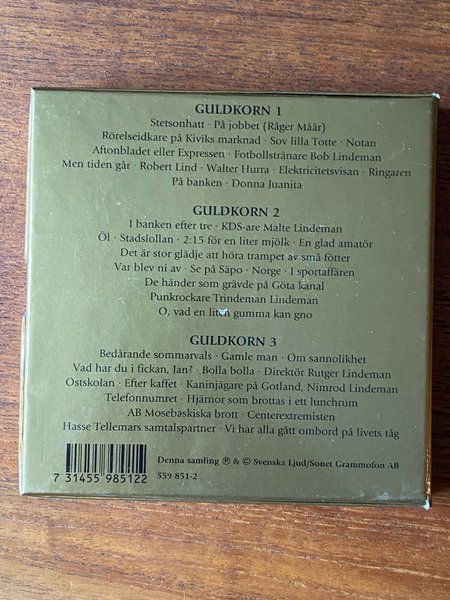 GULDKORN 1
Stetsonhatt · På jobbet (Råger Måår)
Rörelseidkare på Kiviks marknad · Sov lilla Totte · Notan
Aftonbladet eller Expressen · Fotbollstränare Bob Lindeman
Men tiden går · Robert Lind · Walter Hurra · Elektricitetsvisan · Ringaren
På banken · Donna Juanita
GULDKORN 2
I banken efter tre · KDS-are Malte Lindeman
Öl · Stadslollan · 2:15 för en liter mjölk · En glad amatör
Det är stor glädje att höra trampet av små fötter
Var blev ni av · Se på Säpo · Norge · I sportaffären
De händer som grävde på Göta kanal
Punkrockare Trindeman Lindeman
O, vad en liten gumma kan gno
GULDKORN 3
Bedårande sommarvals · Gamle man · Om sannolikhet
Vad har du i fickan, Jan? · Bolla bolla · Direktör Rutger Lindeman
Ostskolan · Efter kaffet · Kaninjägare på Gotland, Nimrod Lindeman
Telefonnumret · Hjärnor som brottas i ett lunchrum
AB Mosebaskiska brott · Centerextremisten
Hasse Tellemars samtalspartner · Vi har alla gått ombord på livets tåg
Denna samling ℗ & © Svenska Ljud/Sonet Grammofon AB
559 851-2
7 31455 98512 2